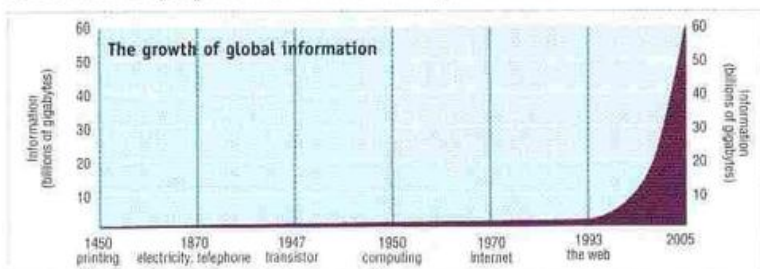 The growth of global information
Information
(billions of gigabytes)
60
50
40
30
20
10
60
50
40
30
20
10
Information
(billions of gigabytes)
1450
printing
1870
electricity, telephone
1947
transistor
1950
computing
1970
Internet
1993
the web
2005